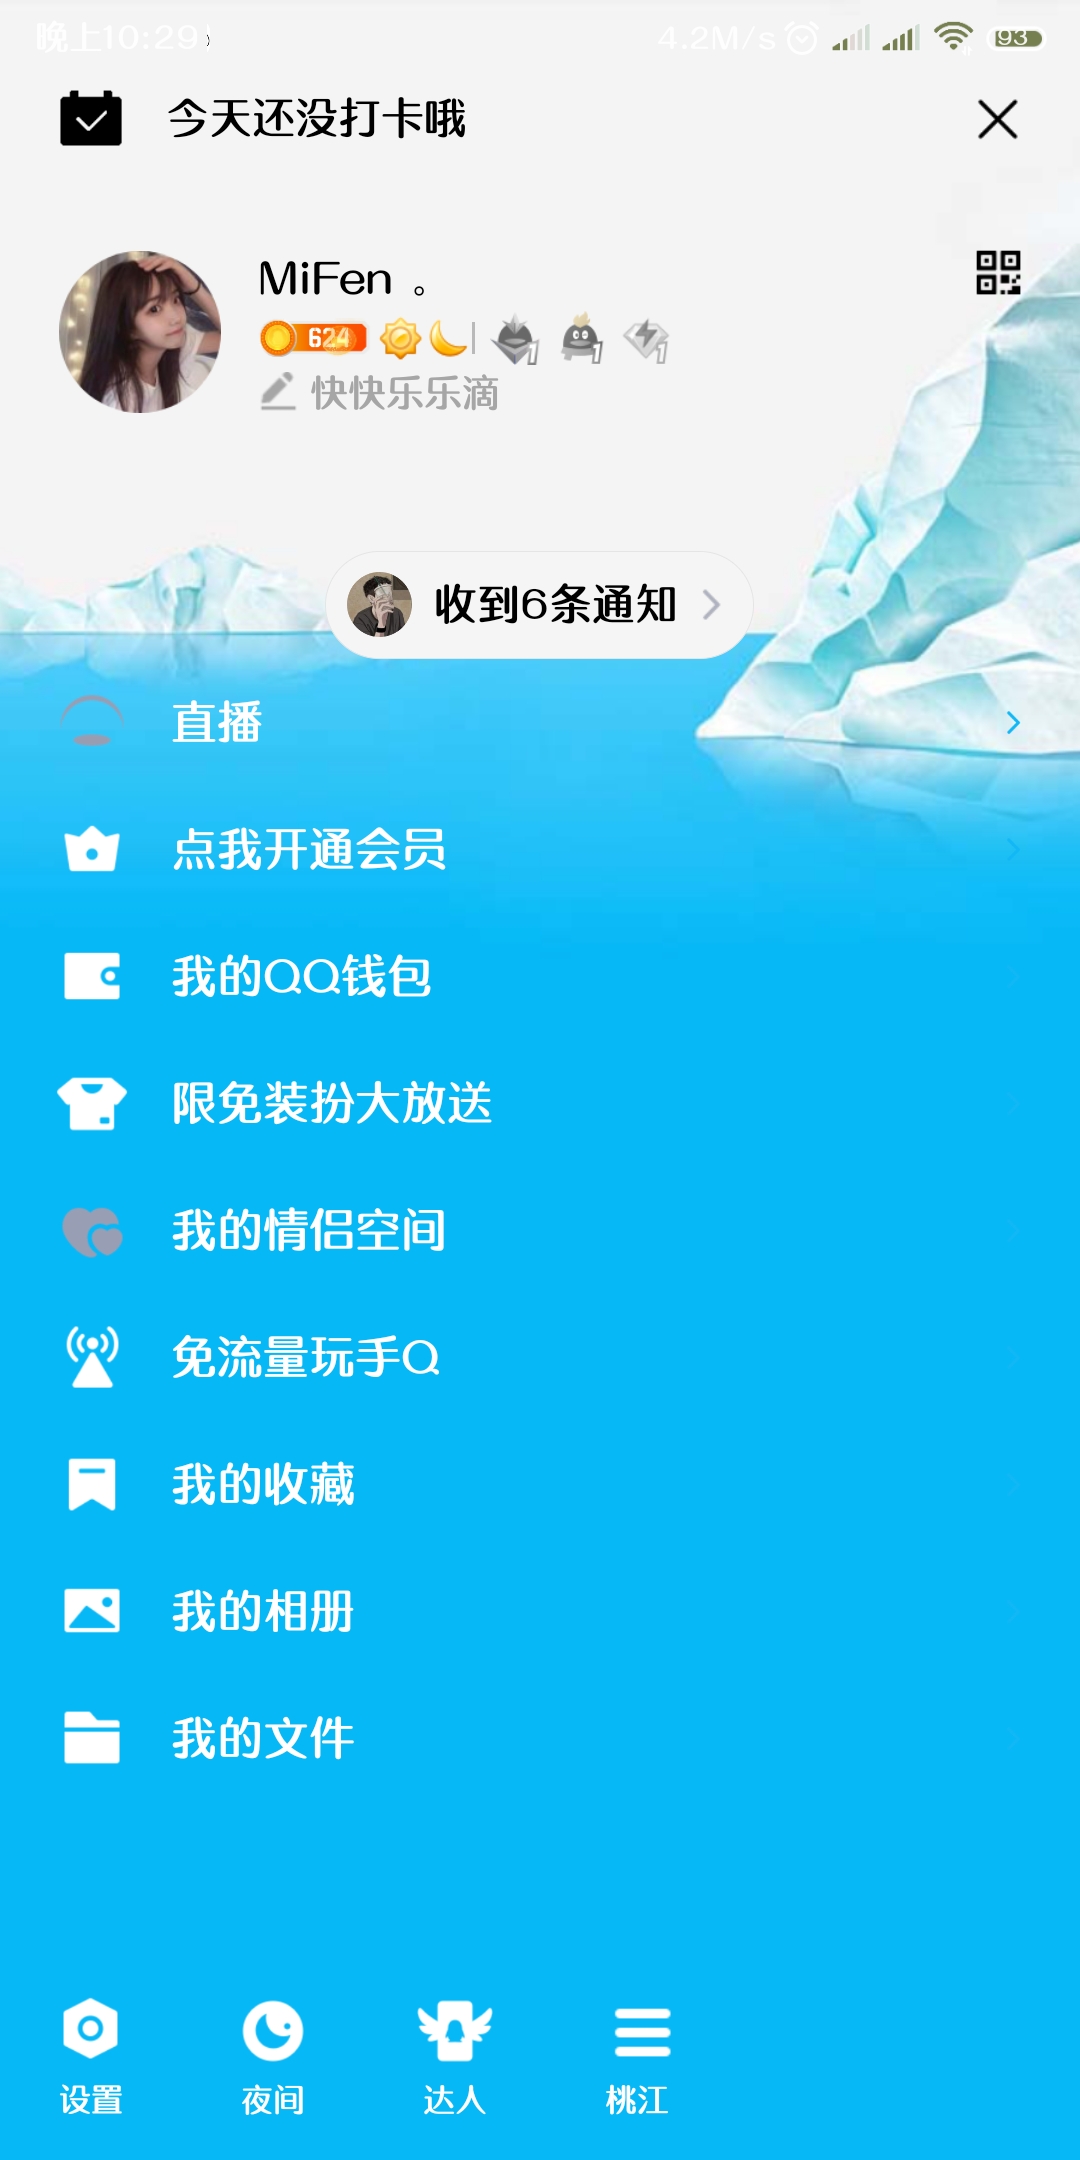 晚上10:29
4.2M/s
93
今天还没打卡哦
MiFen 。
624
1
1
1
快快乐乐滴
收到6条通知
直播
点我开通会员
我的QQ钱包
限免装扮大放送
我的情侣空间
免流量玩手Q
我的收藏
我的相册
我的文件
设置
夜间
达人
桃江